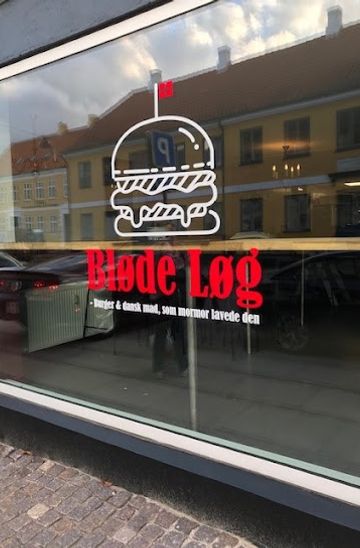 P
Bløde Løg
- Burger & dansk mad, som mormor lavede den